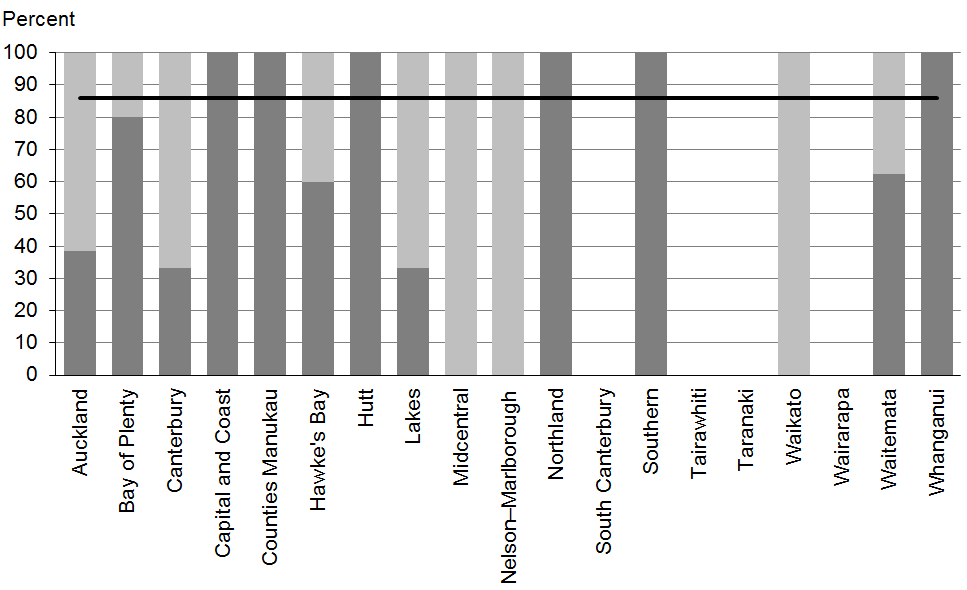 Percent
100
90
80
70
60
50
40
30
20
10
0
Auckland
Bay of Plenty
Canterbury
Capital and Coast
Counties Manukau
Hawke's Bay
Hutt
Lakes
Midcentral
Nelson–Marlborough
Northland
South Canterbury
Southern
Tairawhiti
Taranaki
Waikato
Wairarapa
Waitemata
Whanganui